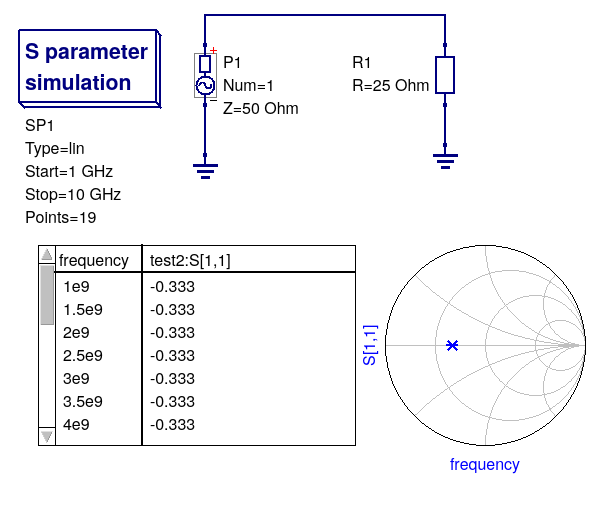 S parameter
simulation
SP1
Type=lin
Start=1 GHz
Stop=10 GHz
Points=19
+
P1
Num=1
Z=50 Ohm
R1
R=25 Ohm
frequency test2:S[1,1]
1e9 -0.333
1.5e9 -0.333
2e9 -0.333
2.5e9 -0.333
3e9 -0.333
3.5e9 -0.333
4e9 -0.333
S[1,1]
frequency